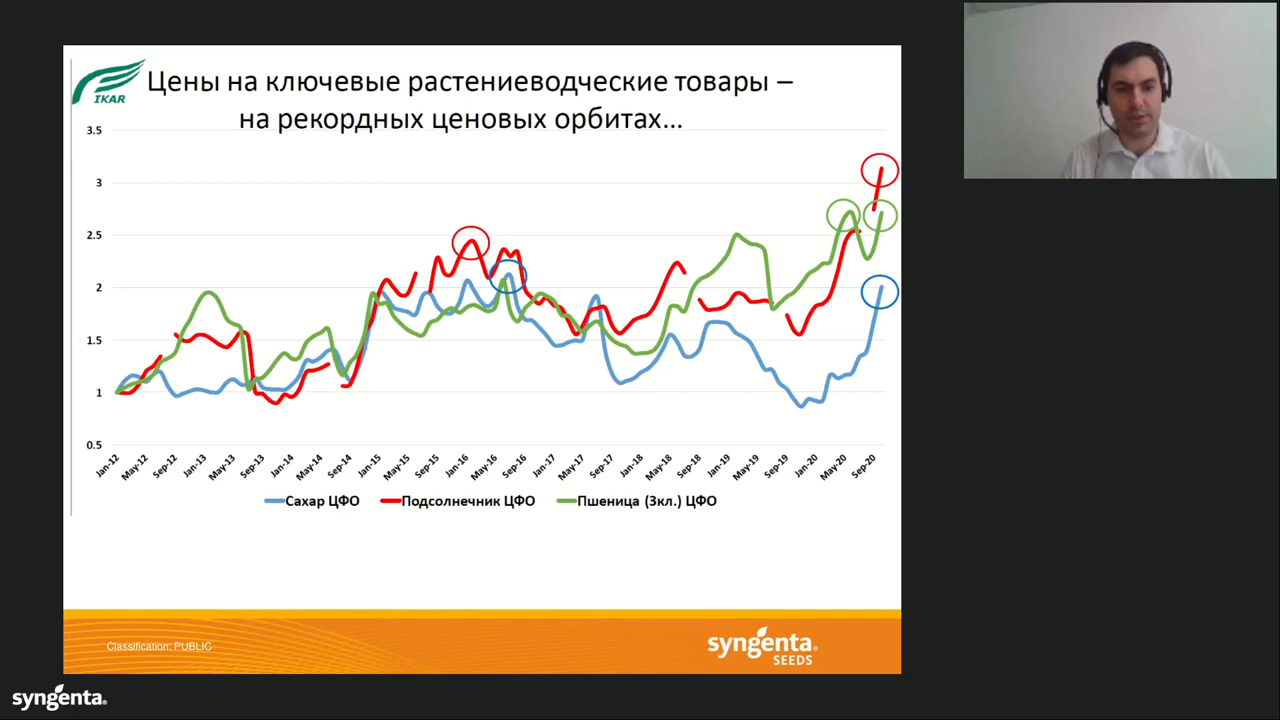 IKAR
Цены на ключевые растениеводческие товары –
на рекордных ценовых орбитах...
3.5
3
2.5
2
1.5
1
0.5
Jan-12
May-12
Sep-12
Jan-13
May-13
Sep-13
Jan-14
May-14
Sep-14
Jan-15
May-15
Sep-15
Jan-16
May-16
Sep-16
Jan-17
May-17
Sep-17
Jan-18
May-18
Sep-18
Jan-19
May-19
Sep-19
Jan-20
May-20
Sep-20
Сахар ЦФО Подсолнечник ЦФО Пшеница (3кл.) ЦФО
Classification: PUBLIC
syngenta.
SEEDS
syngenta.